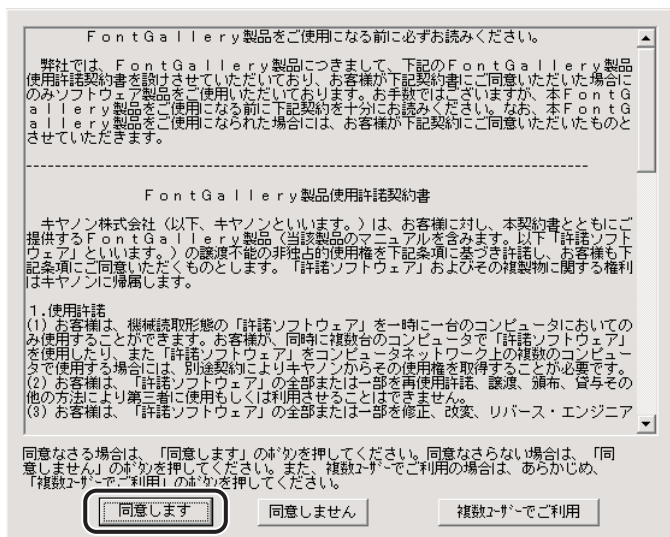 ＦｏｎｔＧａｌｌｅｒｙ製品をご使用になる前に必ずお読みください。
弊社では、ＦｏｎｔＧａｌｌｅｒｙ製品につきまして、下記のＦｏｎｔＧａｌｌｅｒｙ製品
使用許諾契約書を設けさせていただいており、お客様が下記契約書にご同意いただいた場合に
のみソフトウェア製品をご使用いただいております。お手数ではございますが、本ＦｏｎｔＧ
ａｌｌｅｒｙ製品をご使用になる前に下記契約を十分にお読みください。なお、本ＦｏｎｔＧ
ａｌｌｅｒｙ製品をご使用になられた場合には、お客様が下記契約にご同意いただいたものと
させていただきます。
--------------------------------------------------------------------------------
ＦｏｎｔＧａｌｌｅｒｙ製品使用許諾契約書
キヤノン株式会社（以下、キヤノンといいます。）は、お客様に対し、本契約書とともにご
提供するＦｏｎｔＧａｌｌｅｒｙ製品（当該製品のマニュアルを含みます。以下「許諾ソフト
ウェア」といいます。）の譲渡不能の非独占的使用権を下記条項に基づき許諾し、お客様も下
記条項にご同意いただくものとします。「許諾ソフトウェア」およびその複製物に関する権利
はキヤノンに帰属します。
１.使用許諾
(1) お客様は、機械読取形態の「許諾ソフトウェア」を一時に一台のコンピュータにおいての
み使用することができます。お客様が、同時に複数台のコンピュータで「許諾ソフトウェア」
を使用したり、また「許諾ソフトウェア」をコンピュータネットワーク上の複数のコンピュー
タで使用する場合には、別途契約によりキヤノンからその使用権を取得することが必要です。
(2) お客様は、「許諾ソフトウェア」の全部または一部を再使用許諾、譲渡、頒布、貸与その
他の方法により第三者に使用もしくは利用させることはできません。
(3) お客様は、「許諾ソフトウェア」の全部または一部を修正、改変、リバース・エンジニア
同意なさる場合は、「同意します」のﾎﾞﾀﾝを押してください。同意なさらない場合は、「同
意しません」のﾎﾞﾀﾝを押してください。また、複数ﾕｰｻﾞｰでご利用の場合は、あらかじめ、
「複数ﾕｰｻﾞｰでご利用」のﾎﾞﾀﾝを押してください。
同意します 同意しません 複数ﾕｰｻﾞｰでご利用